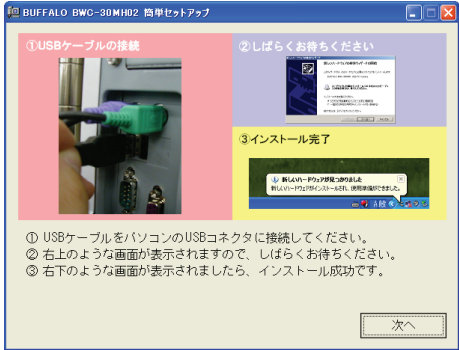 BUFFALO BWC-30MH02 簡単セットアップ
①USBケーブルの接続
②しばらくお待ちください
③インストール完了
新しいハードウェアが見つかりました
新しいハードウェアがインストールされ、使用準備ができました。
① USBケーブルをパソコンのUSBコネクタに接続してください。
② 右上のような画面が表示されますので、しばらくお待ちください。
③ 右下のような画面が表示されましたら、インストール成功です。
次へ